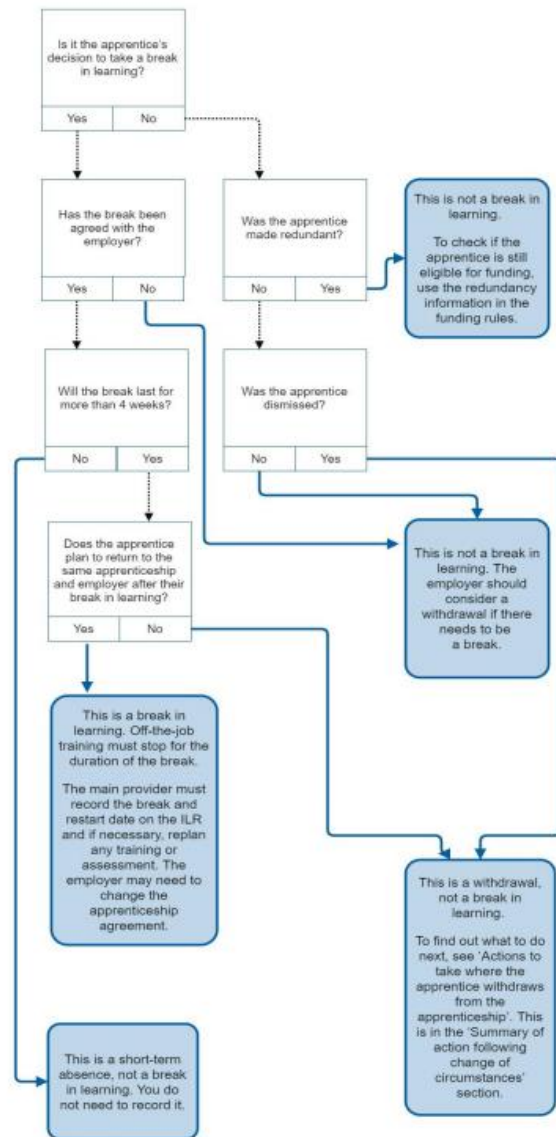 Is it the apprentice's
decision to take a break
in learning?
Yes
No
Has the break been
agreed with the
employer?
Yes
No
Was the apprentice
made redundant?
No
Yes
This is not a break in
learning.
To check if the
apprentice is still
eligible for funding,
use the redundancy
information in the
funding rules.
Will the break last for
more than 4 weeks?
No
Yes
Was the apprentice
dismissed?
No
Yes
Does the apprentice
plan to return to the
same apprenticeship
and employer after their
break in learning?
Yes
No
This is not a break in
learning. The
employer should
consider a
withdrawal if there
needs to be
a break.
This is a break in
learning. Off-the-job
training must stop for the
duration of the break.
The main provider must
record the break and
restart date on the ILR
and if necessary, replan
any training or
assessment. The
employer may need to
change the
apprenticeship
agreement.
This is a withdrawal,
not a break in
learning.
To find out what to do
next, see 'Actions to
take where the
apprentice withdraws
from the
apprenticeship'. This
is in the 'Summary of
action following
change of
circumstances'
section.
This is a short-term
absence, not a break
in learning. You do
not need to record it.